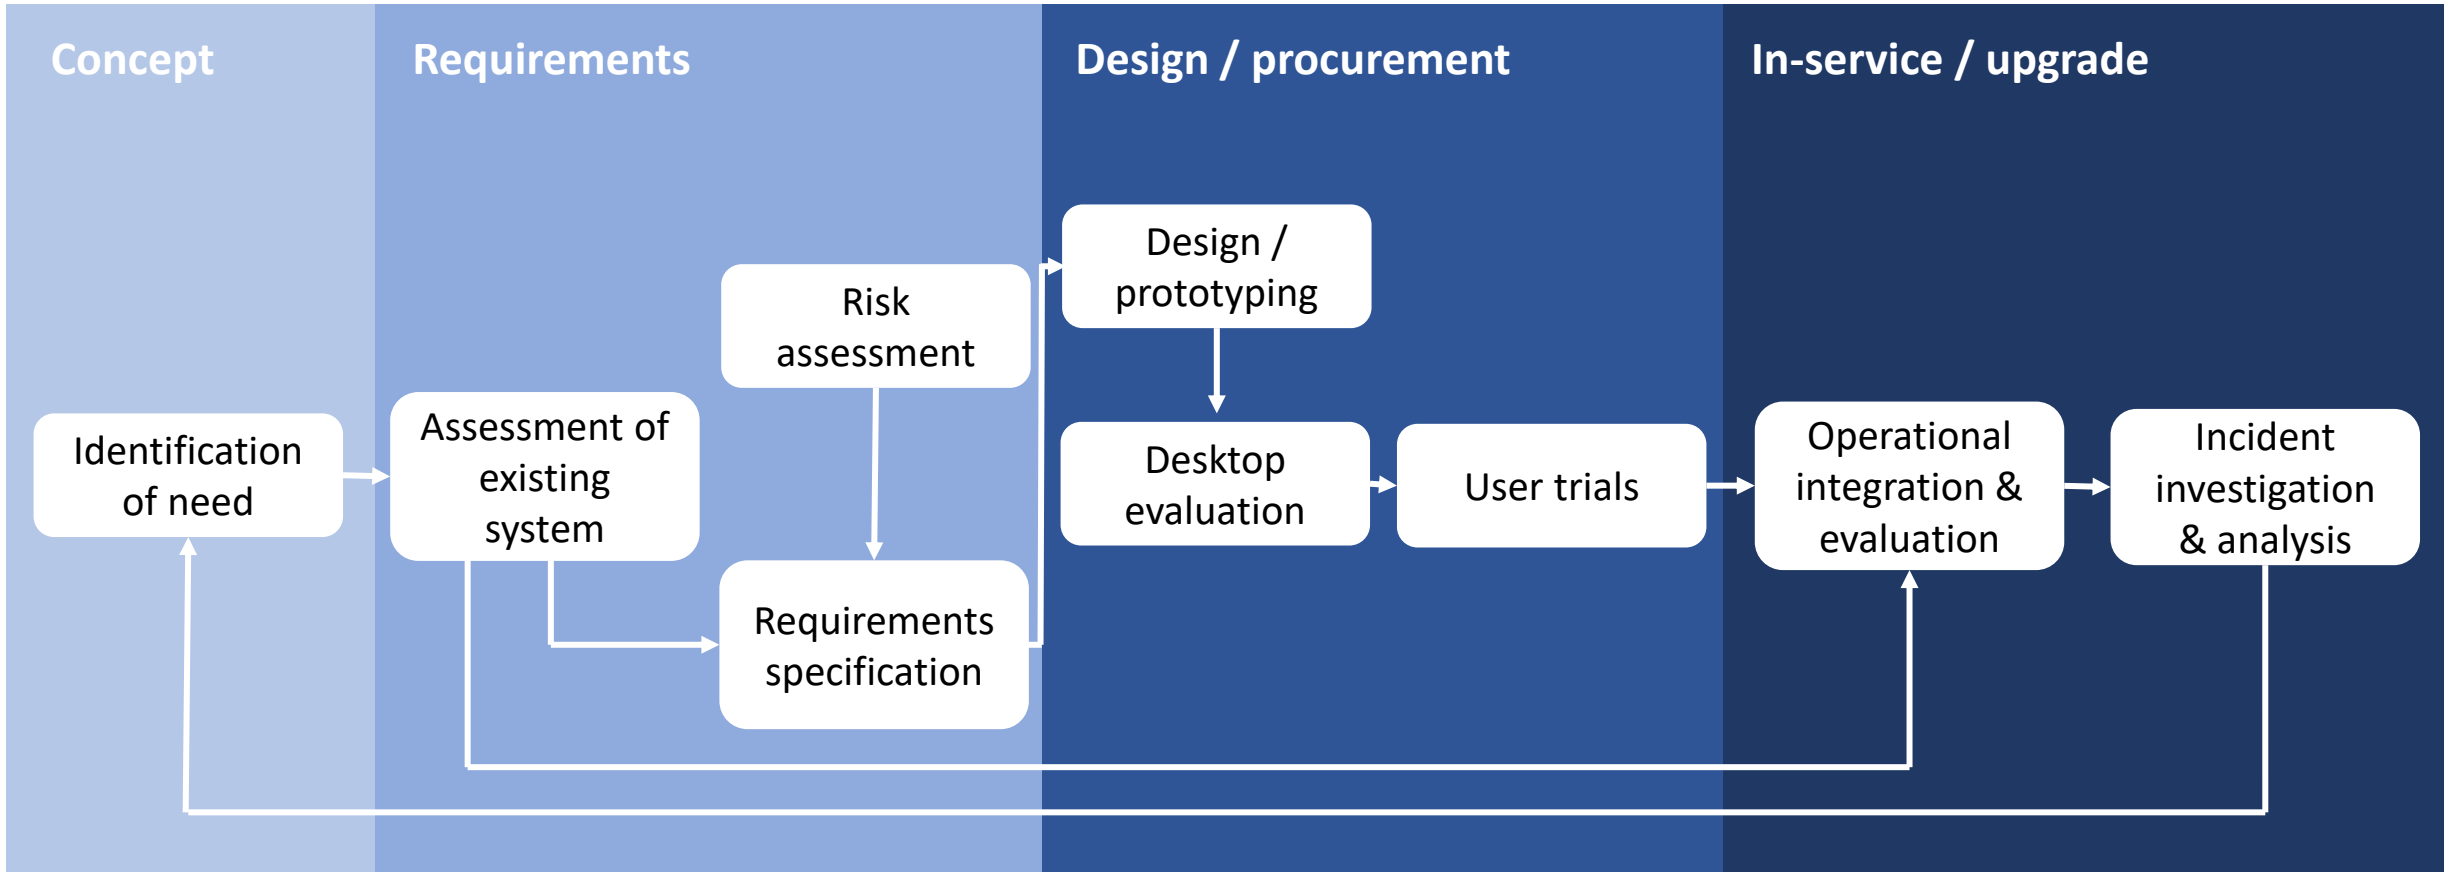 Concept
Requirements
Design / procurement
In-service / upgrade
Identification
of need
Assessment of
existing
system
Risk
assessment
Requirements
specification
Design /
prototyping
Desktop
evaluation
User trials
Operational
integration &
evaluation
Incident
investigation
& analysis